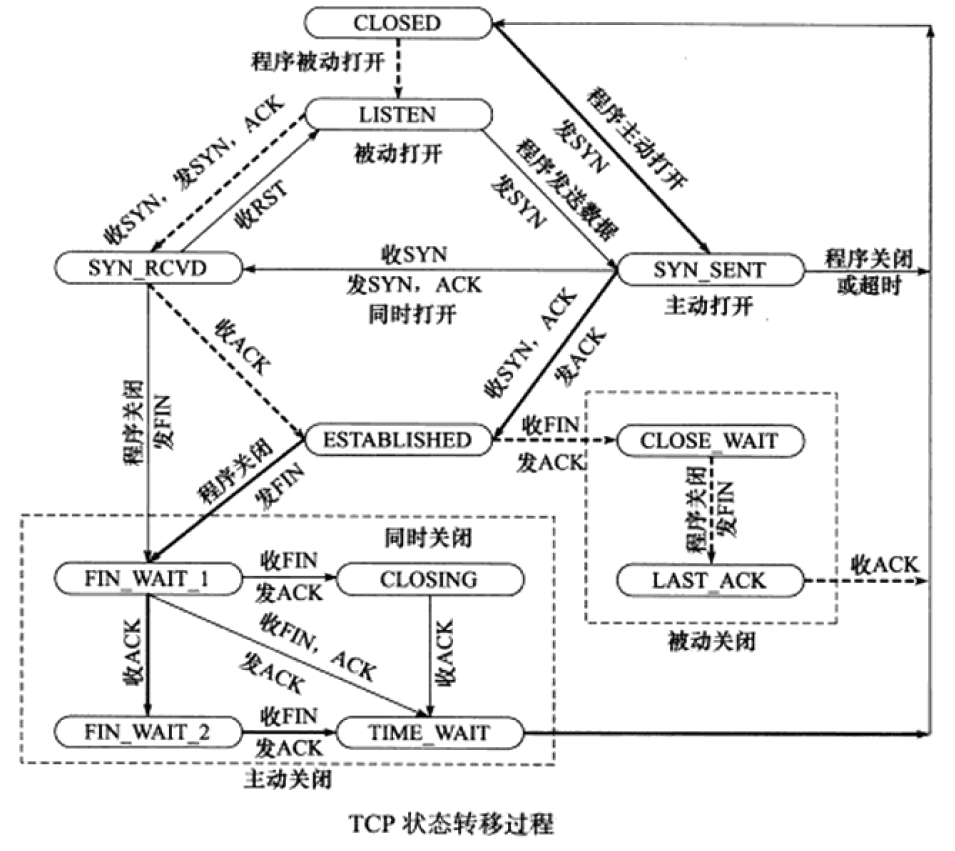 CLOSED
程序被动打开
LISTEN
被动打开
程序主动打开
发SYN
收SYN，发SYN，ACK
收RST
程序发送数据
发SYN
SYN_RCVD
收SYN
发SYN，ACK
同时打开
SYN_SENT
主动打开
程序关闭
或超时
收ACK
收SYN，ACK
发ACK
程序关闭
发FIN
ESTABLISHED
收FIN
发ACK
CLOSE_WAIT
程序关闭
发FIN
程序关闭
发FIN
LAST_ACK
收ACK
被动关闭
同时关闭
FIN_WAIT_1
收FIN
发ACK
CLOSING
收ACK
收FIN，ACK
发ACK
收ACK
FIN_WAIT_2
收FIN
发ACK
TIME_WAIT
主动关闭
TCP 状态转移过程